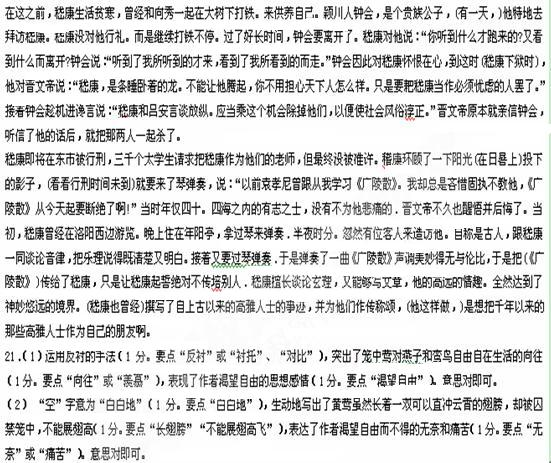 在这之前，嵇康生活贫寒，曾经和向秀一起在大树下打铁。来供养自己。颍川人钟会，是个贵族公子，(有一天，)他特地去
拜访嵇康。嵇康没对他行礼。而是继续打铁不停。过了好长时间，钟会要离开了。嵇康对他说：“你听到什么才跑来的?又看
到什么而离开?钟会说:“听到了我所听到的才来，看到了我所看到的而走。”钟会因此对嵇康怀恨在心，到这时(嵇康下狱时)，
他对晋文帝说：“嵇康，是条睡卧着的龙。不能让他腾起，你不用担心天下人怎么样。只是要把嵇康当作必须忧虑的人罢了。”
接着钟会趁机进谗言说：“嵇康和吕安言谈放纵。应当乘这个机会除掉他们，以便使社会风俗淳正。”晋文帝原本就亲信钟会，
听信了他的话后，就把那两人一起杀了。
嵇康即将在东市被行刑，三千个太学生请求把嵇康作为他们的老师，但最终没被准许。稽康环顾了一下阳光(在日晷上)投下
的影子，(看看行刑时间未到)就要来了琴弹奏，说：“以前袁孝尼曾跟从我学习《广陵散》。我却总是吝惜固执不教他，《广
陵散》从今天起要断绝了啊!”当时年仅四十。四海之内的有志之士，没有不为他悲痛的．晋文帝不久也醒悟并后悔了。当
初，嵇康曾经在洛阳西边游览。晚上住在华阳亭，拿过琴来弹奏．半夜时分。忽然有位客人来造访他。自称是古人，跟嵇康
一同谈论音律，把乐理说得既清楚又明白。接着又要过琴弹奏．于是弹奏了一曲《广陵散》声调美妙得无与伦比，于是把(《广
陵散》)传给了嵇康，只是让嵇康起誓绝对不传培别人．嵇康擅长谈论玄理，又能够写文章，他的高远的情趣。全然达到了
神妙悠远的境界。(嵇康也曾经)撰写了自上古以来的高雅人士的事迹，并为他们作传称颂，(他这样做，)是想把千年以来的
那些高雅人士作为自己的朋友啊。
21.(1)运用反衬的手法(1分。要点“反衬”或“衬托”、“对比”)，突出了笼中莺对燕子和鸾鸟自由自在生活的向往
(1分。要点“向往”或“羡慕”)，表现了作者渴望自由的思想感情(1分。要点“渴望自由”)。意思对即可。
(2) “空”字意为“白白地”(1分。要点“白白地”)，生动地写出了黄莺虽然长着一双可以直冲云霄的翅膀，却被囚
禁笼中，不能展翅高(1分。要点“长翅膀”“不能展翅高飞”)，表达了作者渴望自由而不得的无奈和痛苦(1分。要点“无
奈”或“痛苦”)。意思对即可。